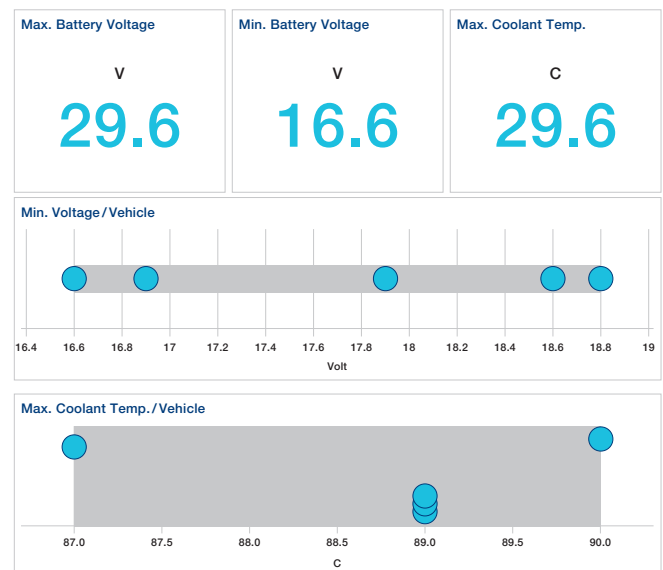 Max. Battery Voltage
V
29.6
Min. Battery Voltage
V
16.6
Max. Coolant Temp.
C
29.6
Min. Voltage/Vehicle
16.4 16.6 16.8 17 17.2 17.4 17.6 17.8 18 18.2 18.4 18.6 18.8 19
Volt
Max. Coolant Temp./Vehicle
87.0 87.5 88.0 88.5 89.0 89.5 90.0
C